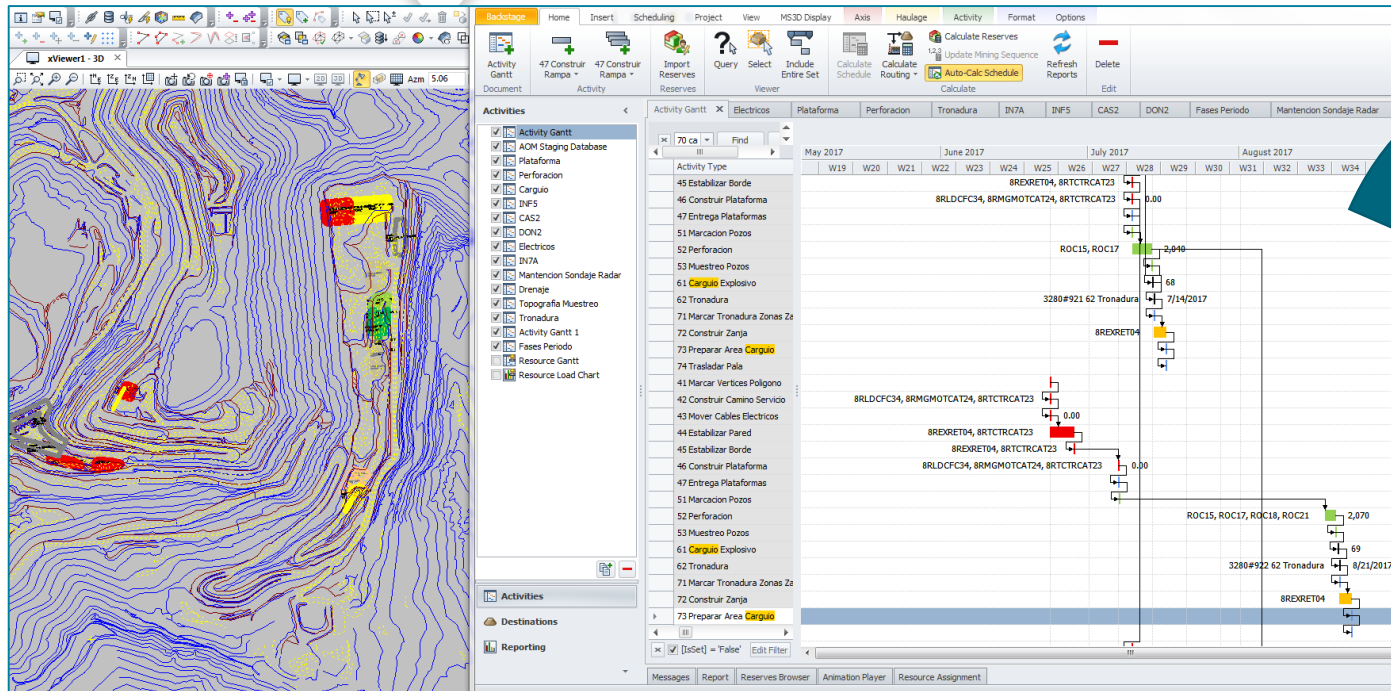 xViewer1 - 3D
Azm 5.06
Backstage Home Insert Scheduling Project View MS3D Display Axis Haulage Activity Format Options
Activity Gantt
47 Construir Rampa
47 Construir Rampa
Import Reserves
Query
Select
Include Entire Set
Calculate Schedule
Calculate Routing
Calculate Reserves
Update Mining Sequence
Auto-Calc Schedule
Refresh Reports
Delete
Document Activity Reserves Viewer Calculate Edit
Activities
Activity Gantt
AOM Staging Database
Plataforma
Perforacion
Carguio
INF5
CAS2
DON2
Electricos
IN7A
Mantencion Sondaje Radar
Drenaje
Topografia Muestreo
Tronadura
Activity Gantt 1
Fases Periodo
Resource Gantt
Resource Load Chart
Activities
Destinations
Reporting
Activity Gantt Electricos Plataforma Perforacion Tronadura IN7A INF5 CAS2 DON2 Fases Periodo Mantencion Sondaje Radar
70 ca Find
May 2017 June 2017 July 2017 August 2017
Activity Type
W19 W20 W21 W22 W23 W24 W25 W26 W27 W28 W29 W30 W31 W32 W33 W34
45 Estabilizar Borde 8REXRET04, 8RTCTRCAT23
46 Construir Plataforma 8RLDCFC34, 8RMGMOTCAT24, 8RTCTRCAT23 0.00
47 Entrega Plataformas
51 Marcacion Pozos
52 Perforacion ROC15, ROC17 2,040
53 Muestreo Pozos
61 Carguio Explosivo 68
62 Tronadura 3280#921 62 Tronadura 7/14/2017
71 Marcar Tronadura Zonas Za
72 Construir Zanja 8REXRET04
73 Preparar Area Carguio
74 Trasladar Pala
41 Marcar Vertices Poligono
42 Construir Camino Servicio 8RLDCFC34, 8RMGMOTCAT24, 8RTCTRCAT23
43 Mover Cables Electricos 0.00
44 Estabilizar Pared 8REXRET04, 8RTCTRCAT23
45 Estabilizar Borde 8REXRET04, 8RTCTRCAT23
46 Construir Plataforma 8RLDCFC34, 8RMGMOTCAT24, 8RTCTRCAT23 0.00
47 Entrega Plataformas
51 Marcacion Pozos
52 Perforacion ROC15, ROC17, ROC18, ROC21 2,070
53 Muestreo Pozos
61 Carguio Explosivo 69
62 Tronadura 3280#922 62 Tronadura 8/21/2017
71 Marcar Tronadura Zonas Za
72 Construir Zanja 8REXRET04
73 Preparar Area Carguio
[IsSet] = 'False' Edit Filter
Messages Report Reserves Browser Animation Player Resource Assignment